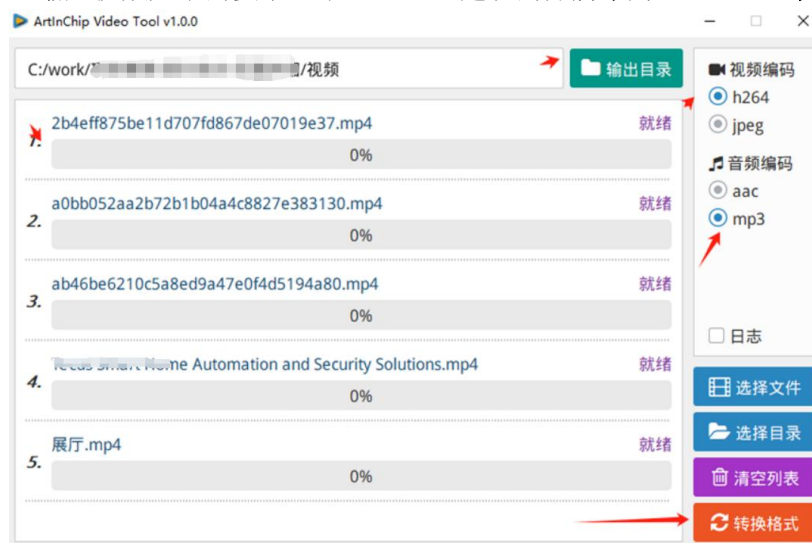 ArtInChip Video Tool v1.0.0
C:/work/
/视频
输出目录
视频编码
h264
jpeg
音频编码
aac
mp3
日志
1.
2b4eff875be11d707fd867de07019e37.mp4
就绪
0%
2.
a0bb052aa2b72b1b04a4c8827e383130.mp4
就绪
0%
3.
ab46be6210c5a8ed9a47e0f4d5194a80.mp4
就绪
0%
4.
me Automation and Security Solutions.mp4
就绪
0%
5.
展厅.mp4
就绪
0%
选择文件
选择目录
清空列表
转换格式